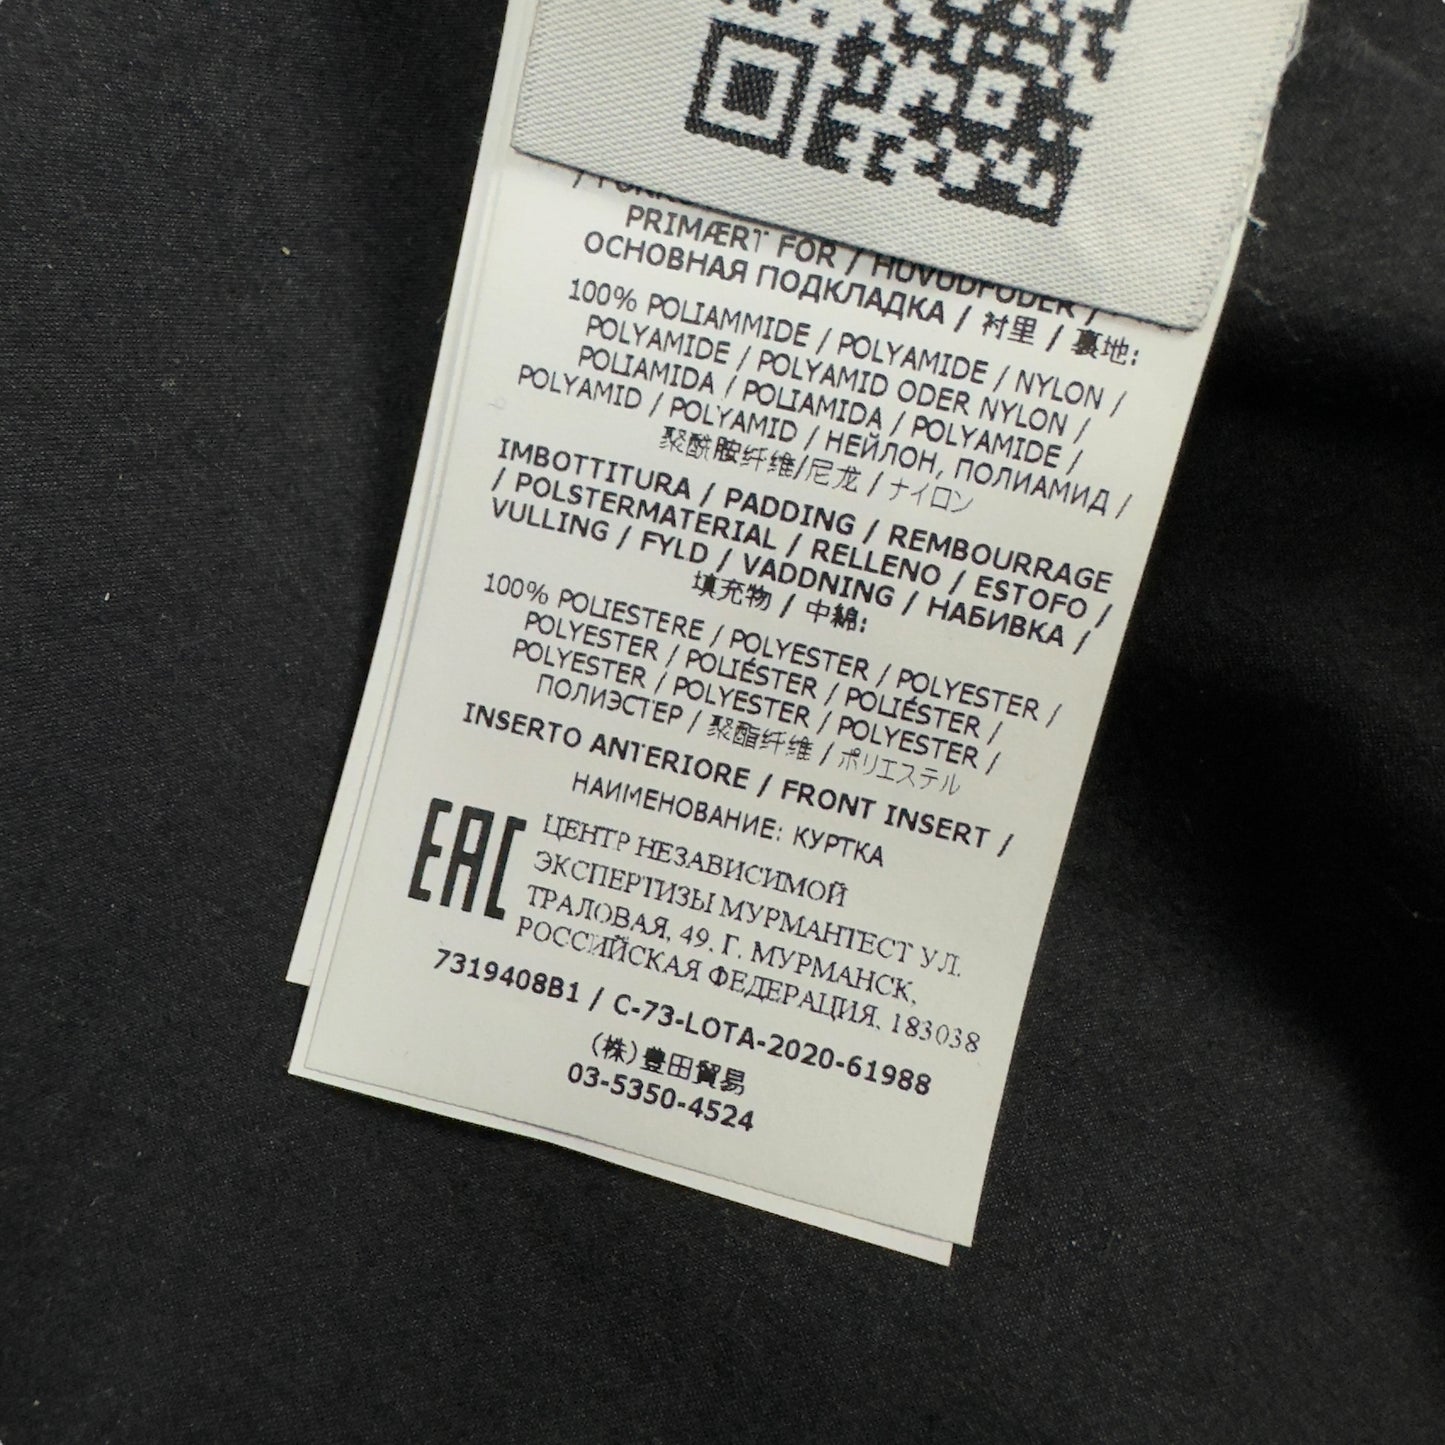 PRIMÆRT FOR / HUVUDFODER /
ОСНОВНАЯ ПОДКЛАДКА / 衬里 / 裏地:
100% POLIAMMIDE / POLYAMIDE / NYLON /
POLYAMIDE / POLYAMID ODER NYLON /
POLIAMIDA / POLIAMIDA / POLYAMIDE /
POLYAMID / POLYAMID / НЕЙЛОН, ПОЛИАМИД /
聚酰胺纤维/尼龙 / ナイロン
IMBOTTITURA / PADDING / REMBOURRAGE
/ POLSTERMATERIAL / RELLENO / ESTOFO /
VULLING / FYLD / VADDNING / НАБИВКА /
填充物 / 中綿:
100% POLIESTERE / POLYESTER / POLYESTER /
POLYESTER / POLIÉSTER / POLIÉSTER /
POLYESTER / POLYESTER / POLYESTER /
ПОЛИЭСТЕР / 聚酯纤维 / ポリエステル
INSERTO ANTERIORE / FRONT INSERT /
НАИМЕНОВАНИЕ: КУРТКА
EAC
ЦЕНТР НЕЗАВИСИМОЙ
ЭКСПЕРТИЗЫ МУРМАНТЕСТ УЛ.
ТРАЛОВАЯ, 49. Г. МУРМАНСК,
РОССИЙСКАЯ ФЕДЕРАЦИЯ, 183038
7319408B1 / C-73-LOTA-2020-61988
(株)豊田貿易
03-5350-4524